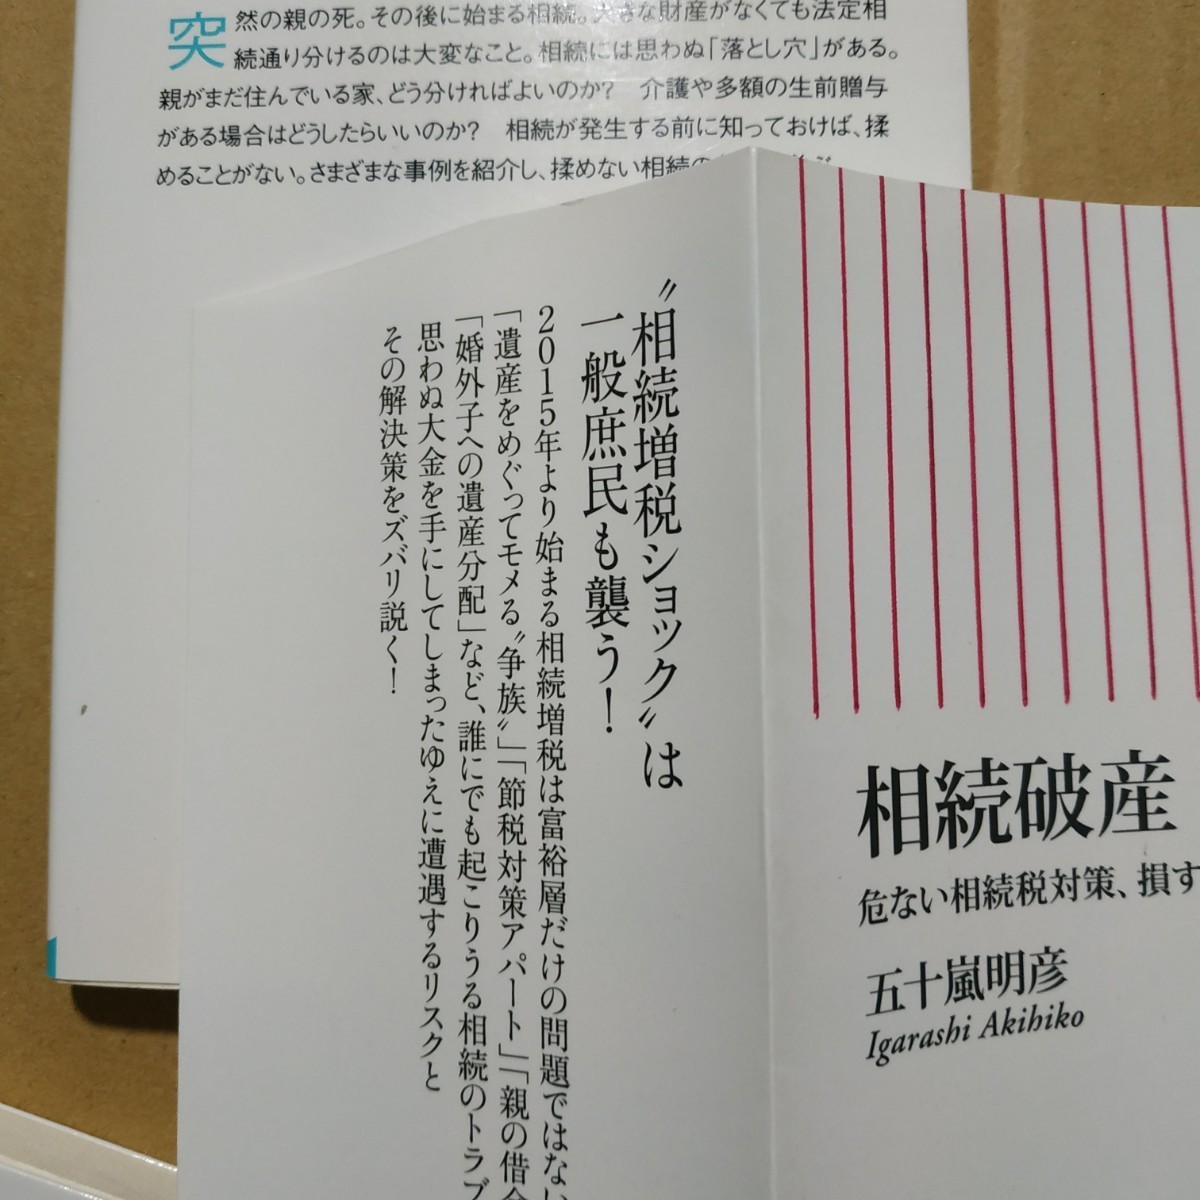 突然の親の死。その後に始まる相続。大きな財産がなくても法定相
続通り分けるのは大変なこと。相続には思わぬ「落とし穴」がある。
親がまだ住んでいる家、どう分ければよいのか？　介護や多額の生前贈与
がある場合はどうしたらいいのか？　相続が発生する前に知っておけば、揉
めることがない。さまざまな事例を紹介し、揉めない相続の
〝相続増税ショック〟は
一般庶民も襲う！
2015年より始まる相続増税は富裕層だけの問題ではない
「遺産をめぐってモメる〝争族〟」「節税対策アパート」「親の借金
「婚外子への遺産分配」など、誰にでも起こりうる相続のトラブ
思わぬ大金を手にしてしまったゆえに遭遇するリスクと
その解決策をズバリ説く！
相続破産
危ない相続税対策、損す
五十嵐明彦
Igarashi Akihiko